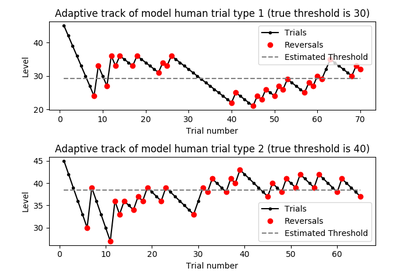 Adaptive track of model human trial type 1 (true threshold is 30)
40
30
20
Level
Trials
Reversals
Estimated Threshold
0 10 20 30 40 50 60 70
Trial number
Adaptive track of model human trial type 2 (true threshold is 40)
45
40
35
30
Level
Trials
Reversals
Estimated Threshold
0 10 20 30 40 50 60
Trial number